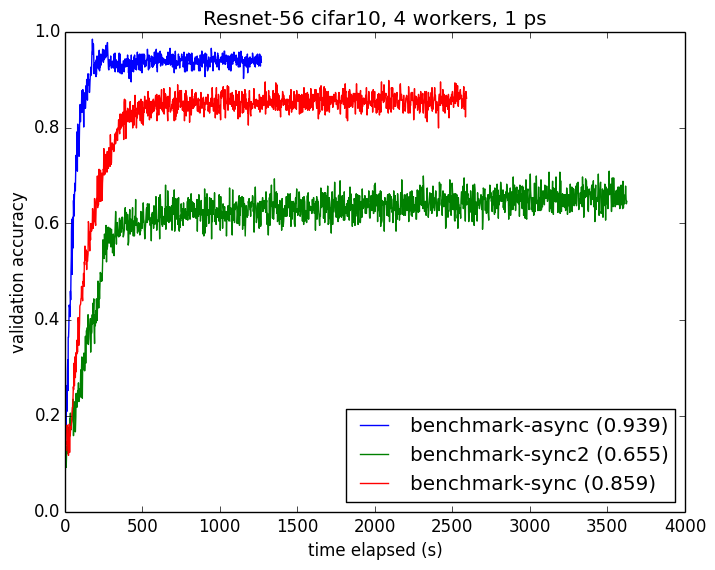 Resnet-56 cifar10, 4 workers, 1 ps
1.0
0.8
0.6
0.4
0.2
0.0
validation accuracy
benchmark-async (0.939)
benchmark-sync2 (0.655)
benchmark-sync (0.859)
0 500 1000 1500 2000 2500 3000 3500 4000
time elapsed (s)